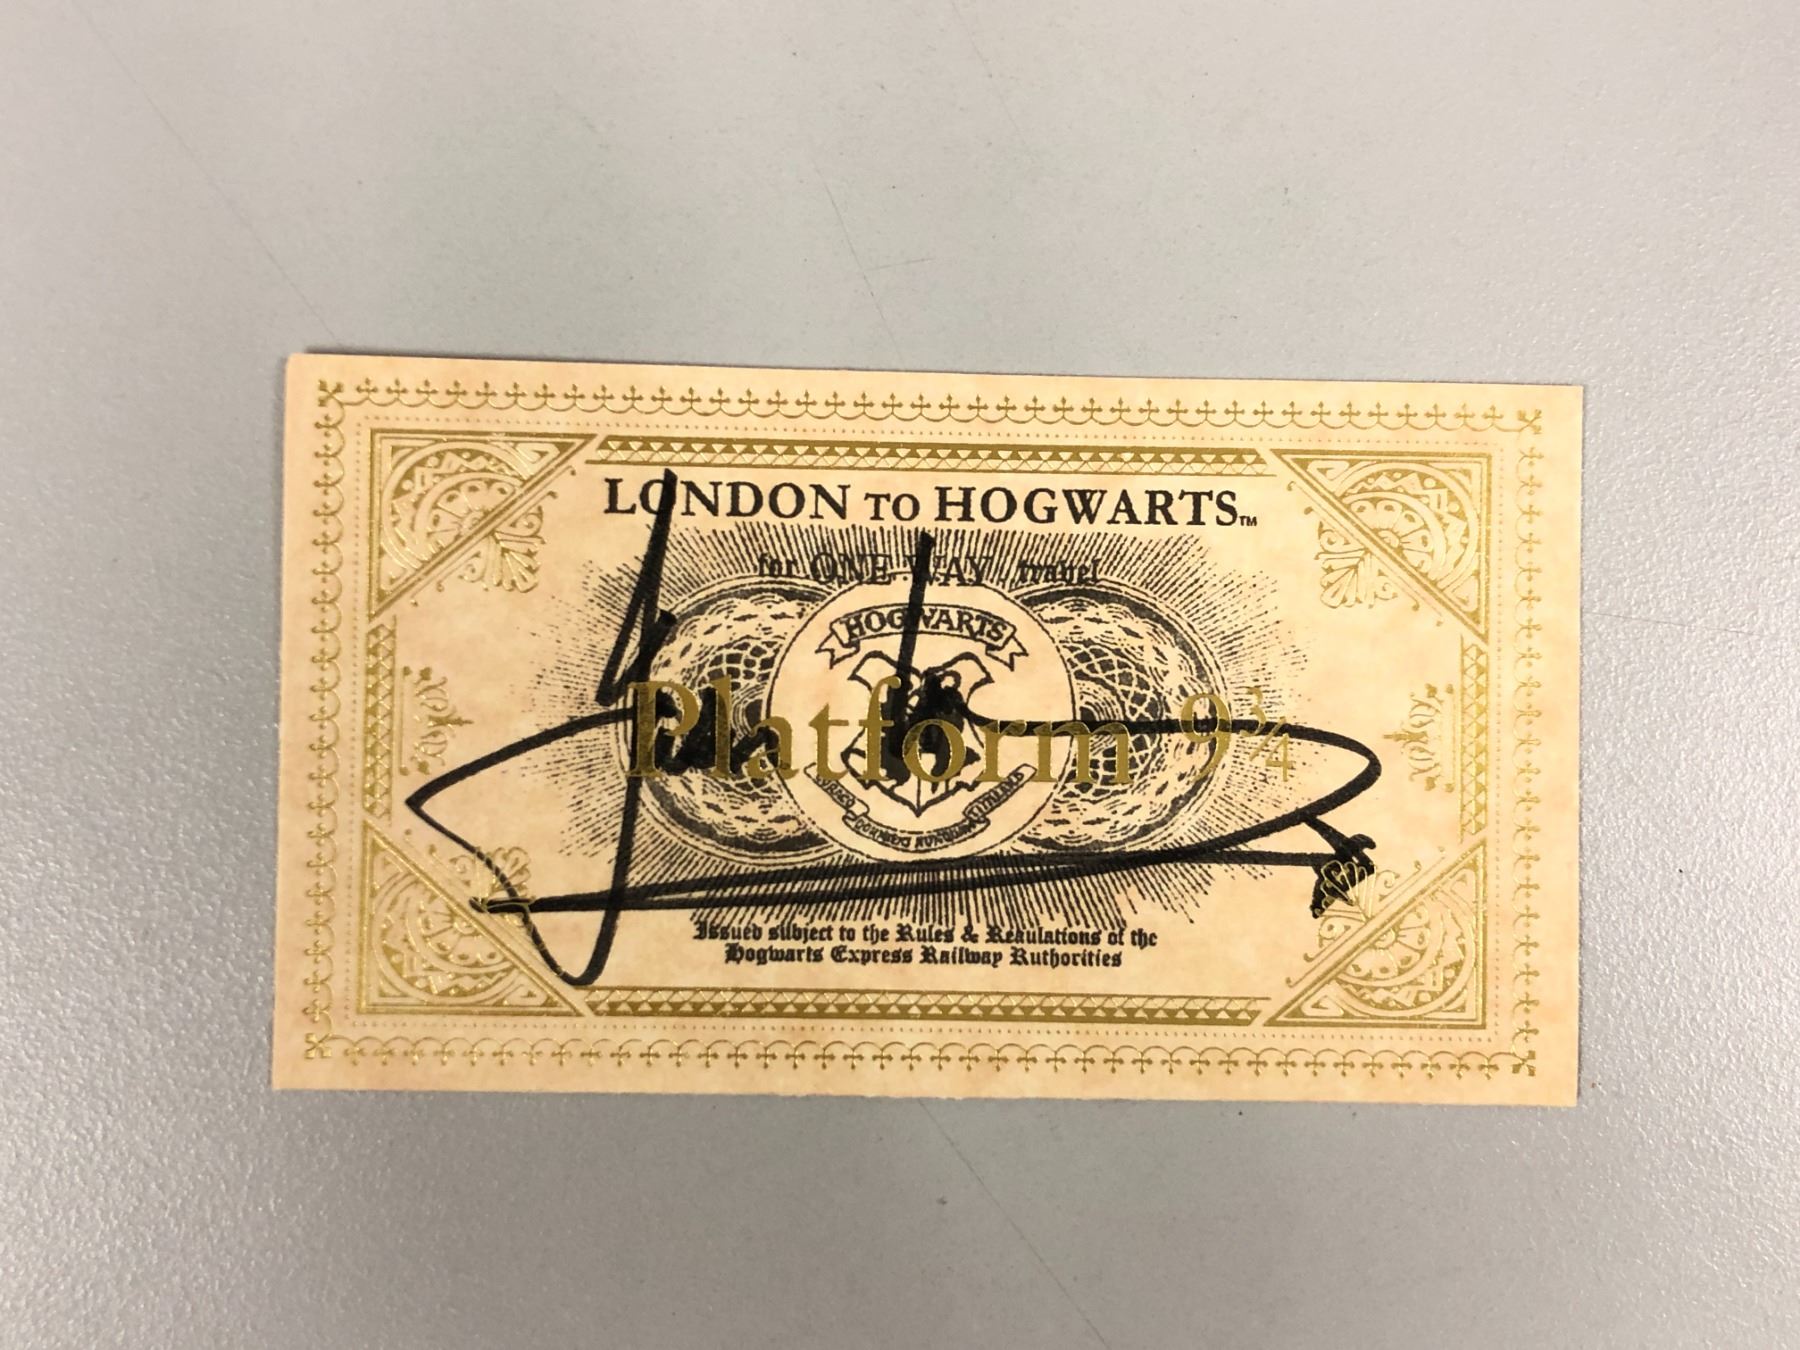 LONDON TO HOGWARTS™
for ONE WAY travel
HOGWARTS
Platform 9¾
Issued subject to the Rules & Regulations of the
Hogwarts Express Railway Authorities